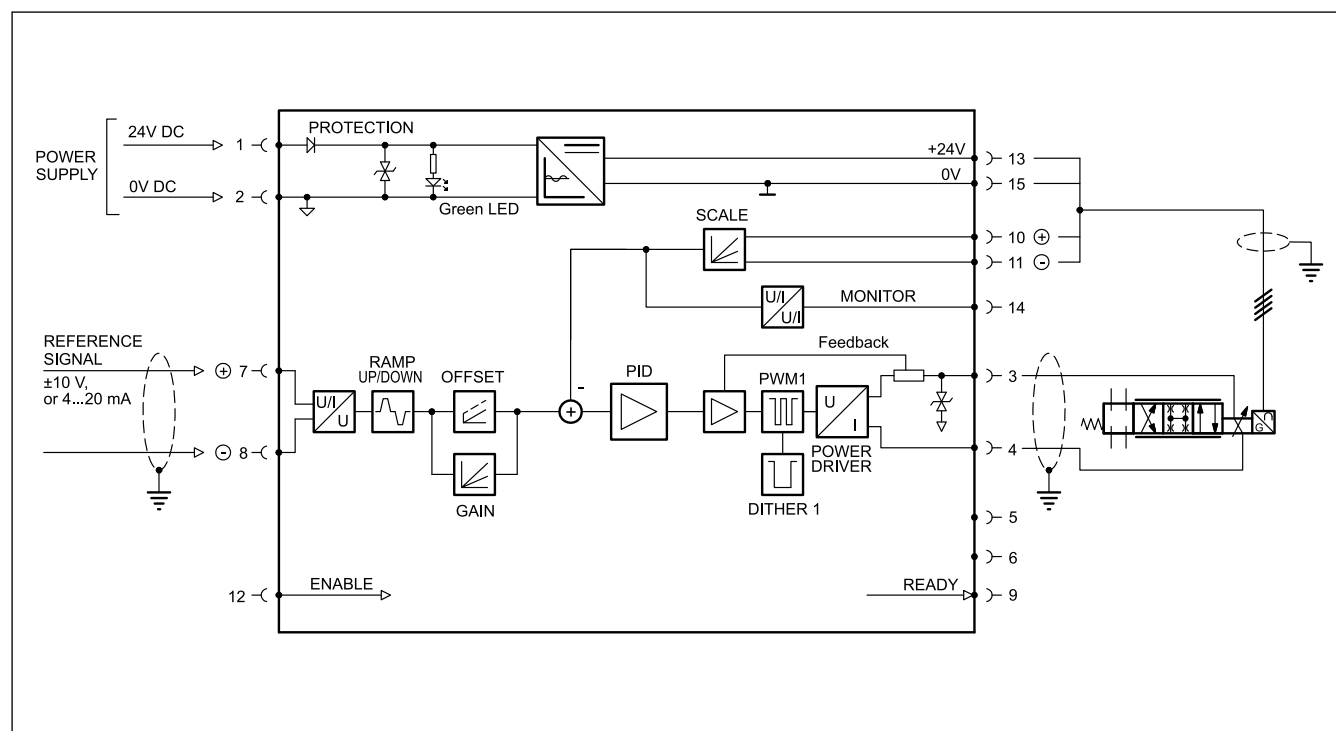 POWER
SUPPLY
24V DC
1
0V DC
2
PROTECTION
Green LED
+24V
13
0V
15
SCALE
10 +
11 -
U/I
U/I
MONITOR
14
REFERENCE
SIGNAL
±10 V,
or 4...20 mA
+ 7
- 8
U/I
U
RAMP
UP/DOWN
OFFSET
GAIN
-
+
PID
Feedback
PWM1
U
I
POWER
DRIVER
DITHER 1
3
4
G
5
6
12
ENABLE
READY
9